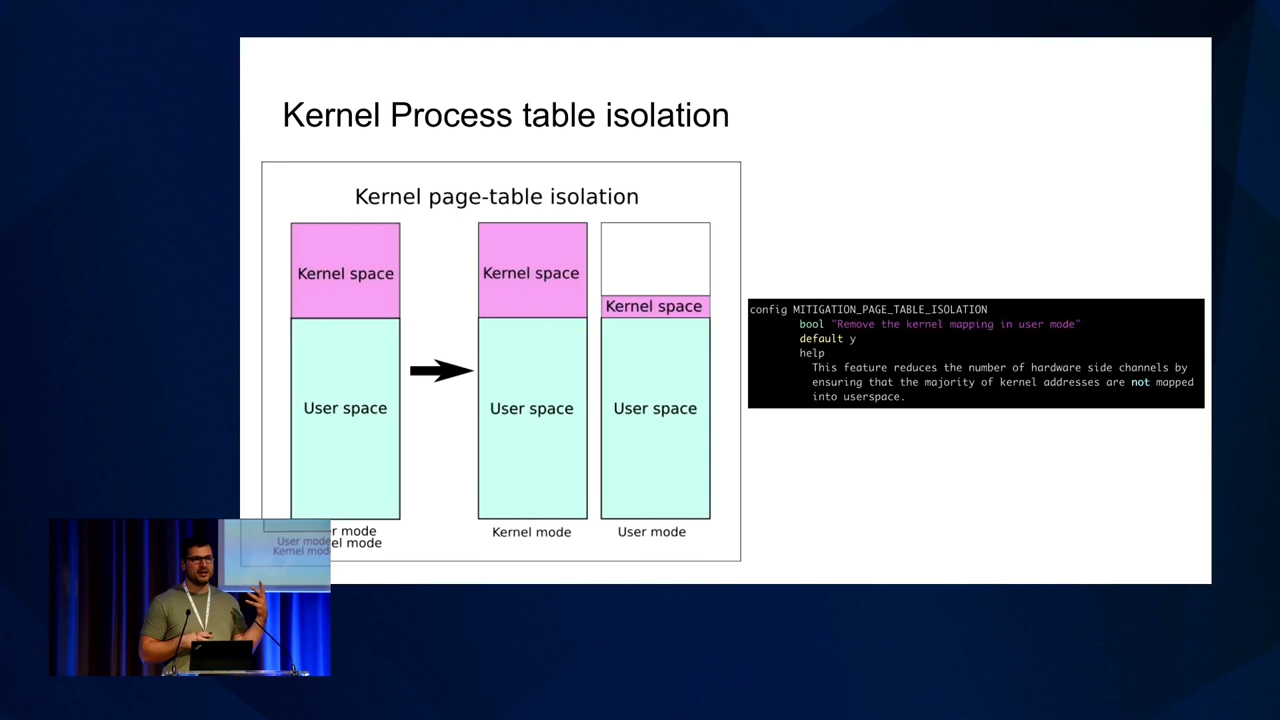 Kernel Process table isolation
Kernel page-table isolation
Kernel space
Kernel space
Kernel space
User space
User space
User space
r mode
el mode
Kernel mode
User mode
User mode
Kernel mod
config MITIGATION_PAGE_TABLE_ISOLATION
bool "Remove the kernel mapping in user mode"
default y
help
This feature reduces the number of hardware side channels by
ensuring that the majority of kernel addresses are not mapped
into userspace.